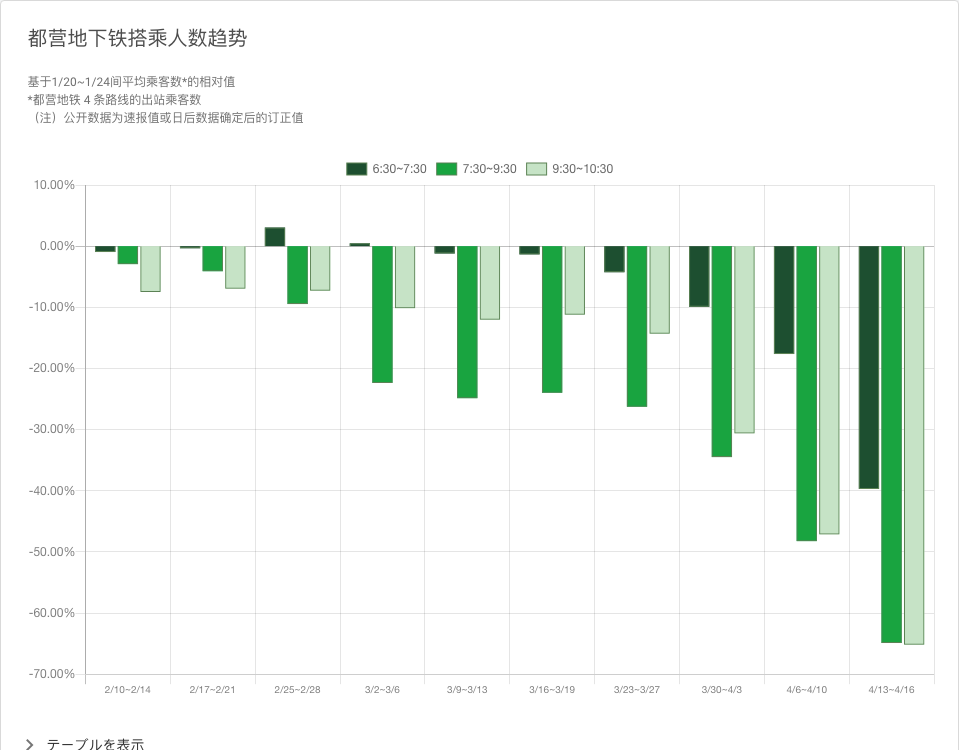 都营地下铁搭乘人数趋势
基于1/20~1/24间平均乘客数*的相对值
*都营地铁 4 条路线的出站乘客数
（注）公开数据为速报值或日后数据确定后的订正值
6:30~7:30 7:30~9:30 9:30~10:30
10.00%
0.00%
-10.00%
-20.00%
-30.00%
-40.00%
-50.00%
-60.00%
-70.00%
2/10~2/14 2/17~2/21 2/25~2/28 3/2~3/6 3/9~3/13 3/16~3/19 3/23~3/27 3/30~4/3 4/6~4/10 4/13~4/16
テーブルを表示